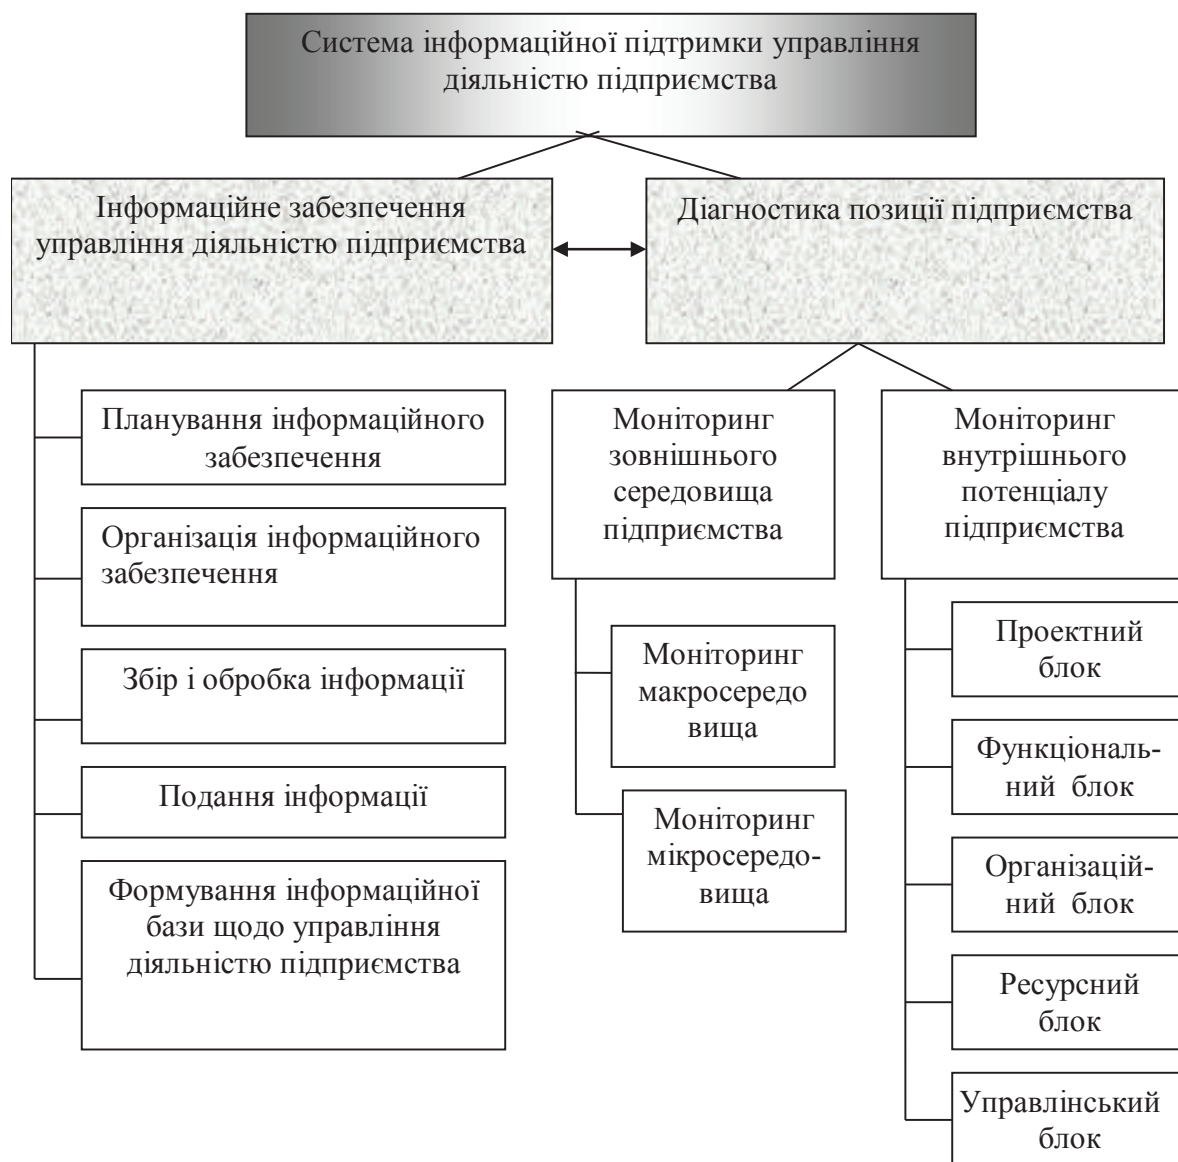 Система інформаційної підтримки управління
діяльністю підприємства
Інформаційне забезпечення
управління діяльністю підприємства
Діагностика позиції підприємства
Планування інформаційного
забезпечення
Організація інформаційного
забезпечення
Збір і обробка інформації
Подання інформації
Формування інформаційної
бази щодо управління
діяльністю підприємства
Моніторинг
зовнішнього
середовища
підприємства
Моніторинг
макросередо
вища
Моніторинг
мікросередо-
вища
Моніторинг
внутрішнього
потенціалу
підприємства
Проектний
блок
Функціональ-
ний блок
Організацій-
ний блок
Ресурсний
блок
Управлінський
блок